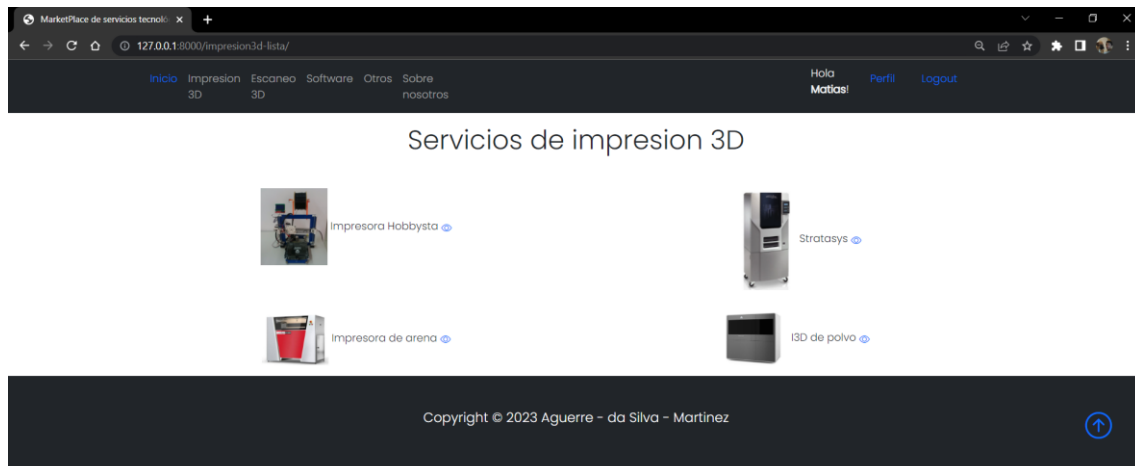 MarketPlace de servicios tecnoló
127.0.0.1:8000/impresion3d-lista/
Inicio Impresion 3D Escaneo 3D Software Otros Sobre nosotros Hola Matias! Perfil Logout
Servicios de impresion 3D
Impresora Hobbysta
Stratasys
Impresora de arena
I3D de polvo
Copyright © 2023 Aguerre - da Silva - Martinez